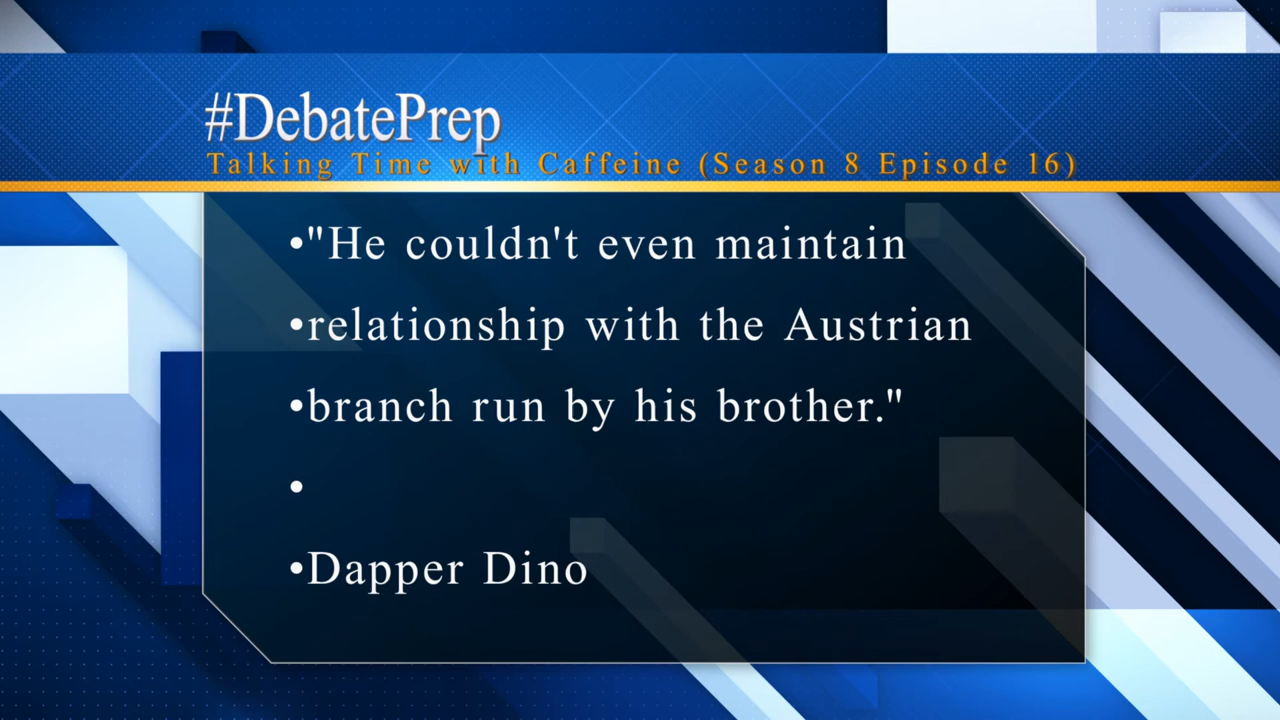 #DebatePrep
Talking Time with Caffeine (Season 8 Episode 16)
•"He couldn't even maintain
•relationship with the Austrian
•branch run by his brother."
•
•Dapper Dino